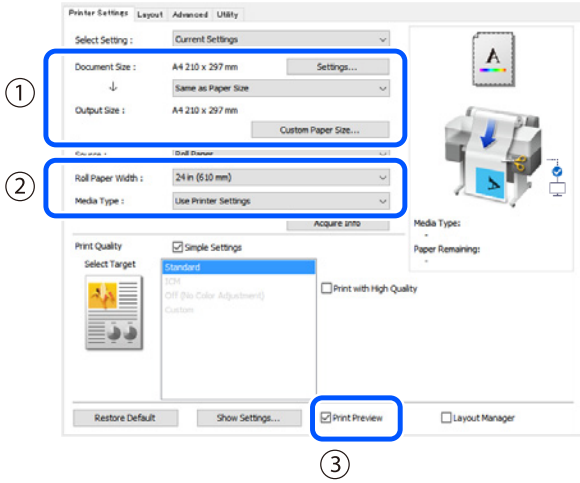 Printer Settings Layout Advanced Utility
Select Setting : Current Settings
Document Size : A4 210 x 297 mm Settings...
↓ Same as Paper Size
Output Size : A4 210 x 297 mm
Custom Paper Size...
Source : Roll Paper
Roll Paper Width : 24 in (610 mm)
Media Type : Use Printer Settings
Acquire Info
Print Quality Simple Settings
Select Target
Standard
ICM
Off (No Color Adjustment)
Custom
Print with High Quality
A
Media Type:
-
Paper Remaining:
-
Restore Default Show Settings... Print Preview Layout Manager
①
②
③